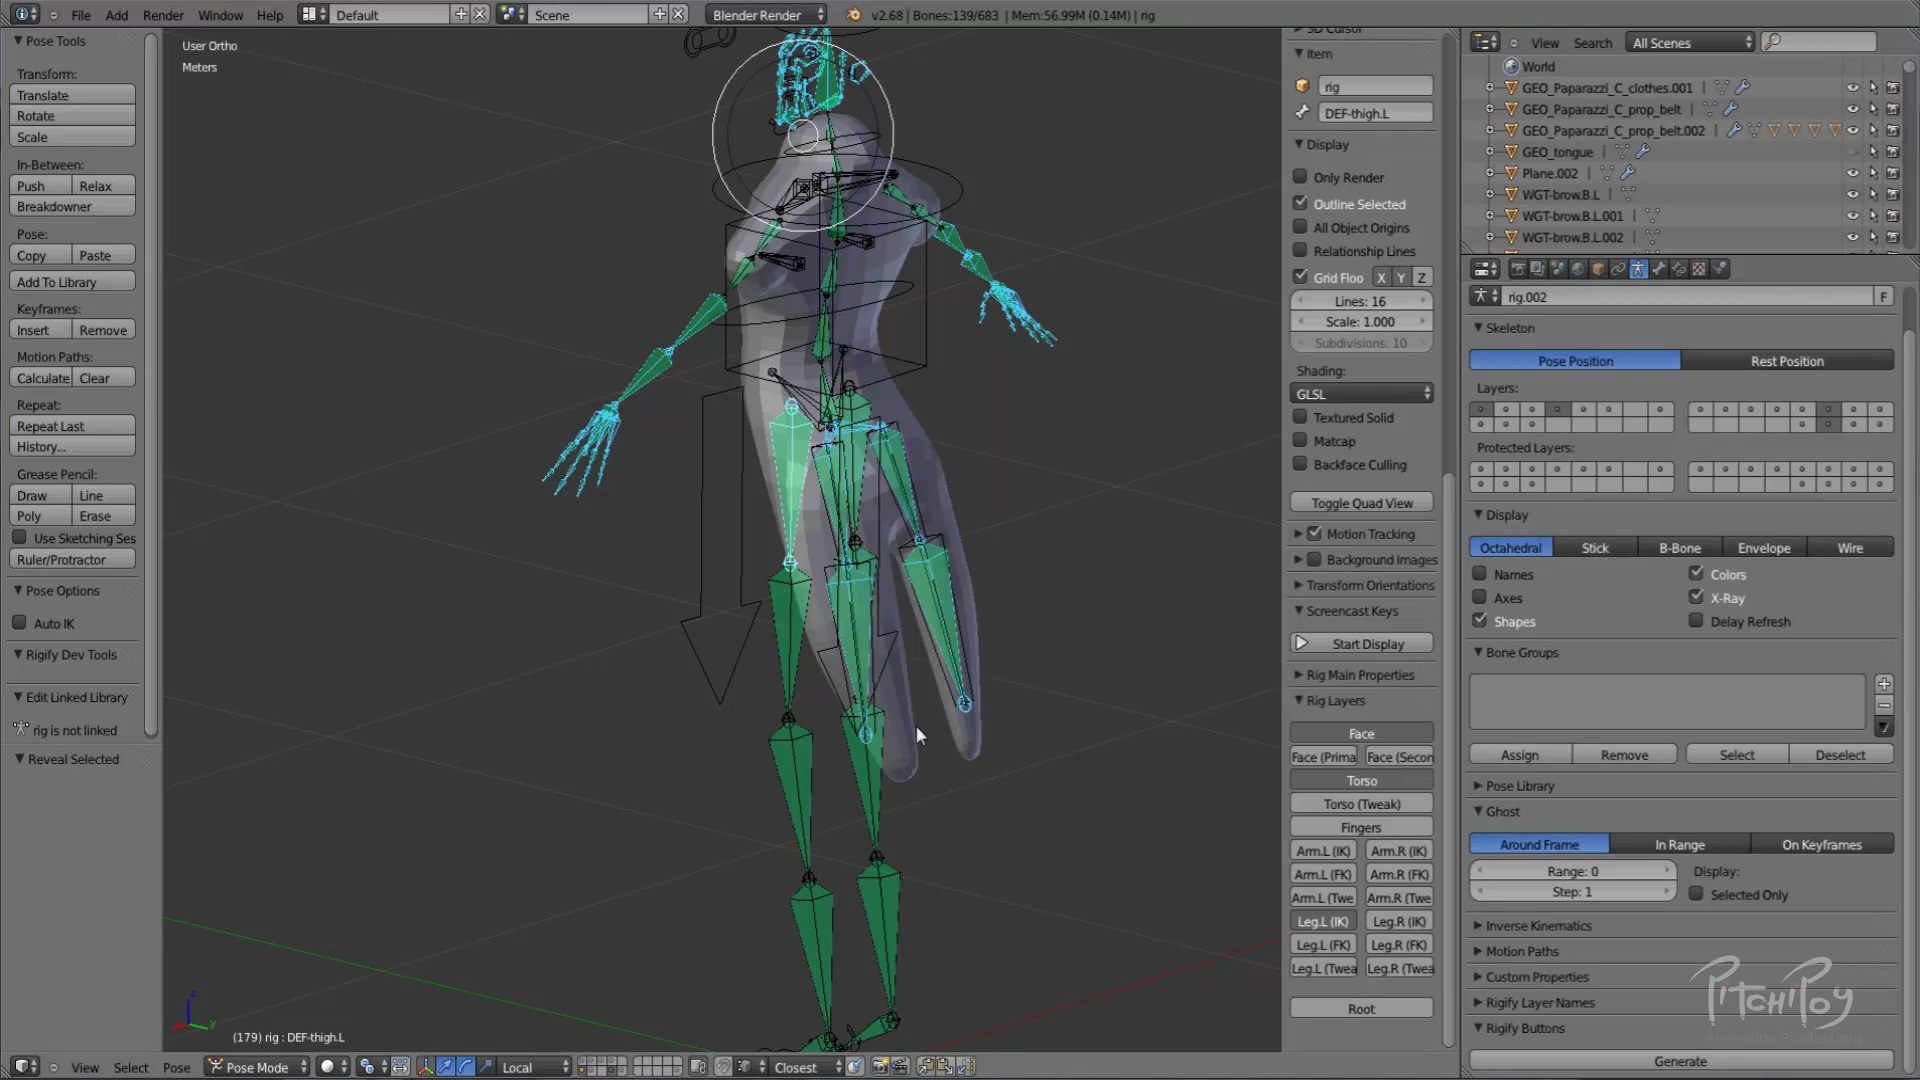 File Add Render Window Help Default Scene Blender Render v2.68 | Bones:139/683 | Mem:56.99M (0.14M) | rig
Pose Tools
Transform:
Translate
Rotate
Scale
In-Between:
Push Relax
Breakdowner
Pose:
Copy Paste
Add To Library
Keyframes:
Insert Remove
Motion Paths:
Calculate Clear
Repeat:
Repeat Last
History...
Grease Pencil:
Draw Line
Poly Erase
Use Sketching Ses
Ruler/Protractor
Pose Options
Auto IK
Rigify Dev Tools
Edit Linked Library
rig is not linked
Reveal Selected
User Ortho
Meters
z
y
(179) rig : DEF-thigh.L
View Select Pose Pose Mode Local Closest
3D Cursor
Item
rig
DEF-thigh.L
Display
Only Render
Outline Selected
All Object Origins
Relationship Lines
Grid Floo X Y Z
Lines: 16
Scale: 1.000
Subdivisions: 10
Shading:
GLSL
Textured Solid
Matcap
Backface Culling
Toggle Quad View
Motion Tracking
Background Images
Transform Orientations
Screencast Keys
Start Display
Rig Main Properties
Rig Layers
Face
Face (Prima Face (Secon
Torso
Torso (Tweak)
Fingers
Arm.L (IK) Arm.R (IK)
Arm.L (FK) Arm.R (FK)
Arm.L (Twe Arm.R (Twe
Leg.L (IK) Leg.R (IK)
Leg.L (FK) Leg.R (FK)
Leg.L (Twea Leg.R (Twea
Root
View Search All Scenes
World
GEO_Paparazzi_C_clothes.001
GEO_Paparazzi_C_prop_belt
GEO_Paparazzi_C_prop_belt.002
GEO_tongue
Plane.002
WGT-brow.B.L
WGT-brow.B.L.001
WGT-brow.B.L.002
rig.002 F
Skeleton
Pose Position Rest Position
Layers:
Protected Layers:
Display
Octahedral Stick B-Bone Envelope Wire
Names Colors
Axes X-Ray
Shapes Delay Refresh
Bone Groups
Assign Remove Select Deselect
Pose Library
Ghost
Around Frame In Range On Keyframes
Range: 0 Display:
Step: 1 Selected Only
Inverse Kinematics
Motion Paths
Custom Properties
Rigify Layer Names
Rigify Buttons
Generate
PitchiPoy
Animation Productions